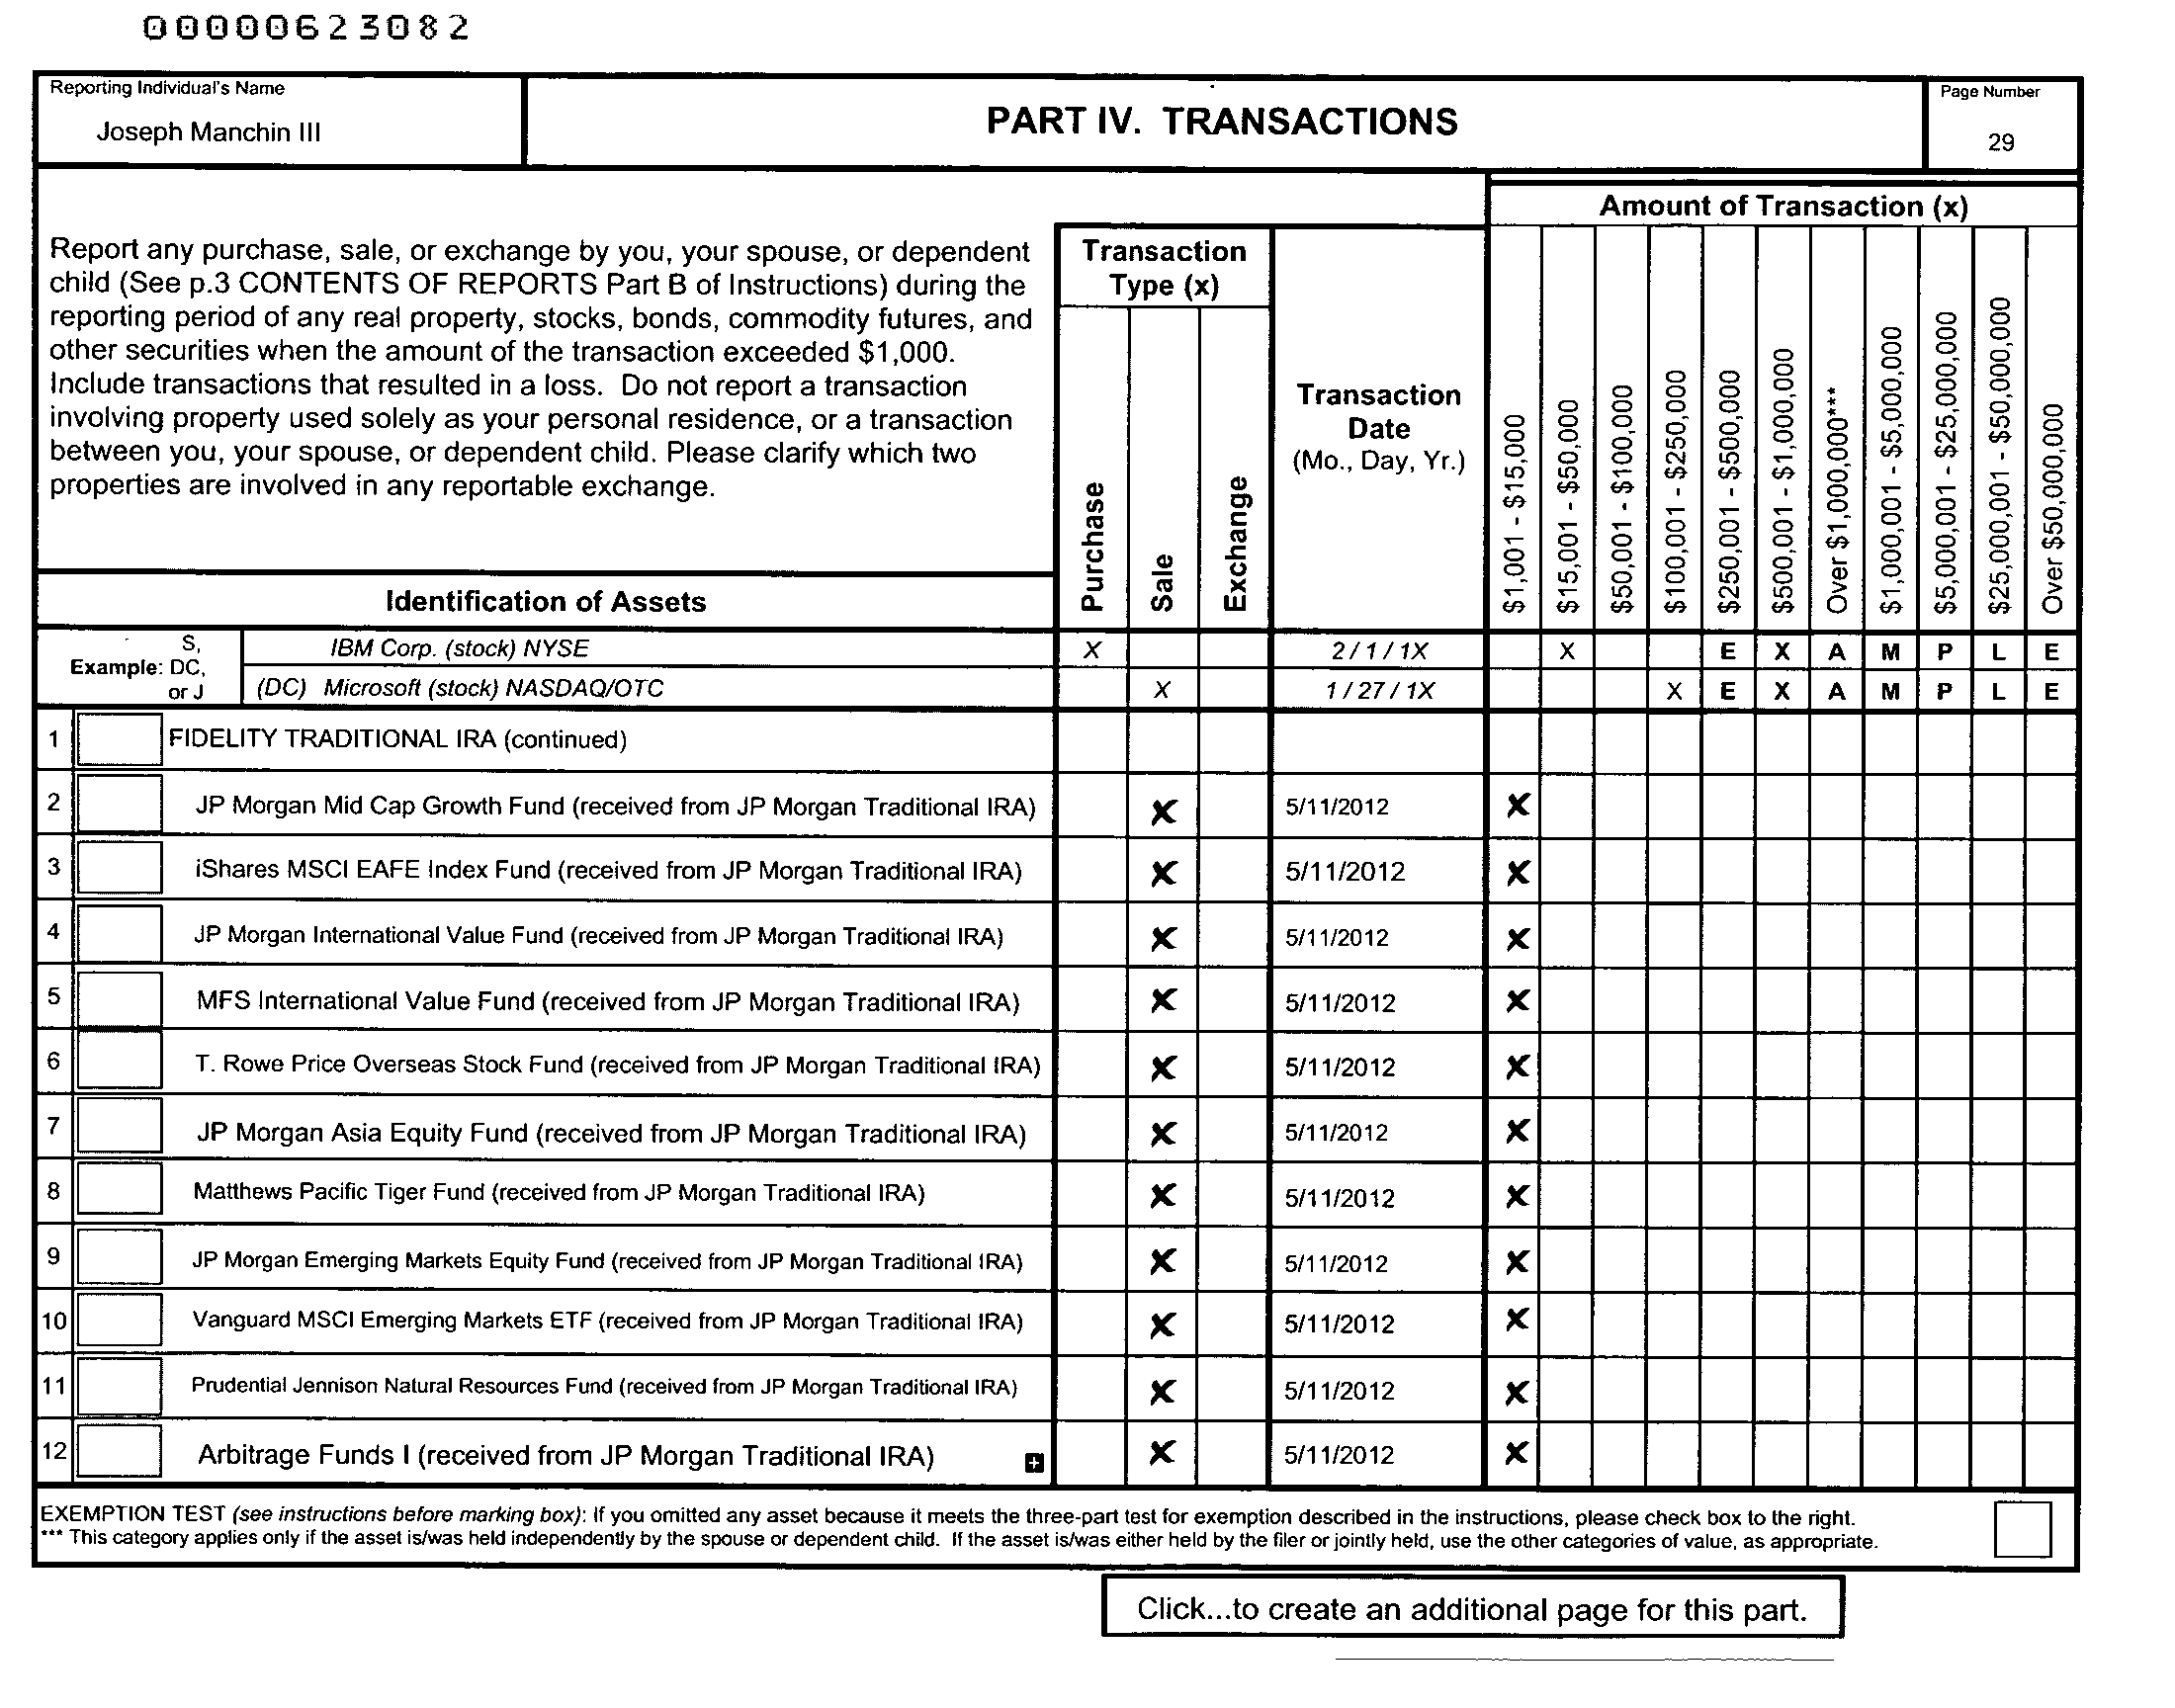 00000623082
Reporting Individual's Name
Joseph Manchin III
PART IV. TRANSACTIONS
Page Number
29
Amount of Transaction (x)
Report any purchase, sale, or exchange by you, your spouse, or dependent
child (See p.3 CONTENTS OF REPORTS Part B of Instructions) during the
reporting period of any real property, stocks, bonds, commodity futures, and
other securities when the amount of the transaction exceeded $1,000.
Include transactions that resulted in a loss. Do not report a transaction
involving property used solely as your personal residence, or a transaction
between you, your spouse, or dependent child. Please clarify which two
properties are involved in any reportable exchange.
Transaction
Type (x)
Purchase
Sale
Exchange
Transaction
Date
(Mo., Day, Yr.)
$1,001 - $15,000
$15,001 - $50,000
$50,001 - $100,000
$100,001 - $250,000
$250,001 - $500,000
$500,001 - $1,000,000
Over $1,000,000***
$1,000,001 - $5,000,000
$5,000,001 - $25,000,000
$25,000,001 - $50,000,000
Over $50,000,000
Identification of Assets
S,
Example: DC,
or J
IBM Corp. (stock) NYSE X 2 / 1 / 1X X E X A M P L E
(DC) Microsoft (stock) NASDAQ/OTC X 1 / 27 / 1X X E X A M P L E
1 FIDELITY TRADITIONAL IRA (continued)
2 JP Morgan Mid Cap Growth Fund (received from JP Morgan Traditional IRA) X 5/11/2012 X
3 iShares MSCI EAFE Index Fund (received from JP Morgan Traditional IRA) X 5/11/2012 X
4 JP Morgan International Value Fund (received from JP Morgan Traditional IRA) X 5/11/2012 X
5 MFS International Value Fund (received from JP Morgan Traditional IRA) X 5/11/2012 X
6 T. Rowe Price Overseas Stock Fund (received from JP Morgan Traditional IRA) X 5/11/2012 X
7 JP Morgan Asia Equity Fund (received from JP Morgan Traditional IRA) X 5/11/2012 X
8 Matthews Pacific Tiger Fund (received from JP Morgan Traditional IRA) X 5/11/2012 X
9 JP Morgan Emerging Markets Equity Fund (received from JP Morgan Traditional IRA) X 5/11/2012 X
10 Vanguard MSCI Emerging Markets ETF (received from JP Morgan Traditional IRA) X 5/11/2012 X
11 Prudential Jennison Natural Resources Fund (received from JP Morgan Traditional IRA) X 5/11/2012 X
12 Arbitrage Funds I (received from JP Morgan Traditional IRA) + X 5/11/2012 X
EXEMPTION TEST (see instructions before marking box): If you omitted any asset because it meets the three-part test for exemption described in the instructions, please check box to the right.
*** This category applies only if the asset is/was held independently by the spouse or dependent child. If the asset is/was either held by the filer or jointly held, use the other categories of value, as appropriate.
Click...to create an additional page for this part.